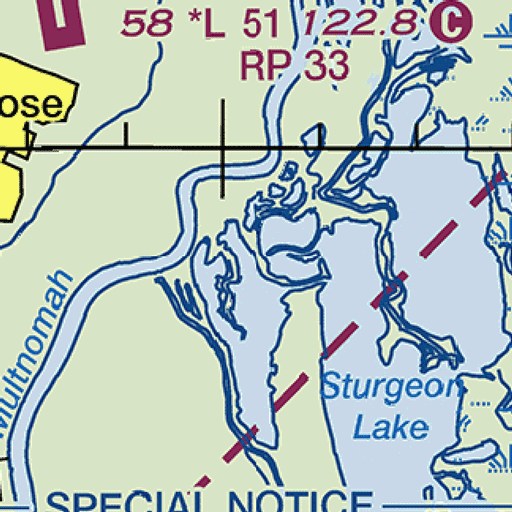 58 *L 51 122.8 C
RP 33
ose
Multnomah
Sturgeon
Lake
SPECIAL NOTICE